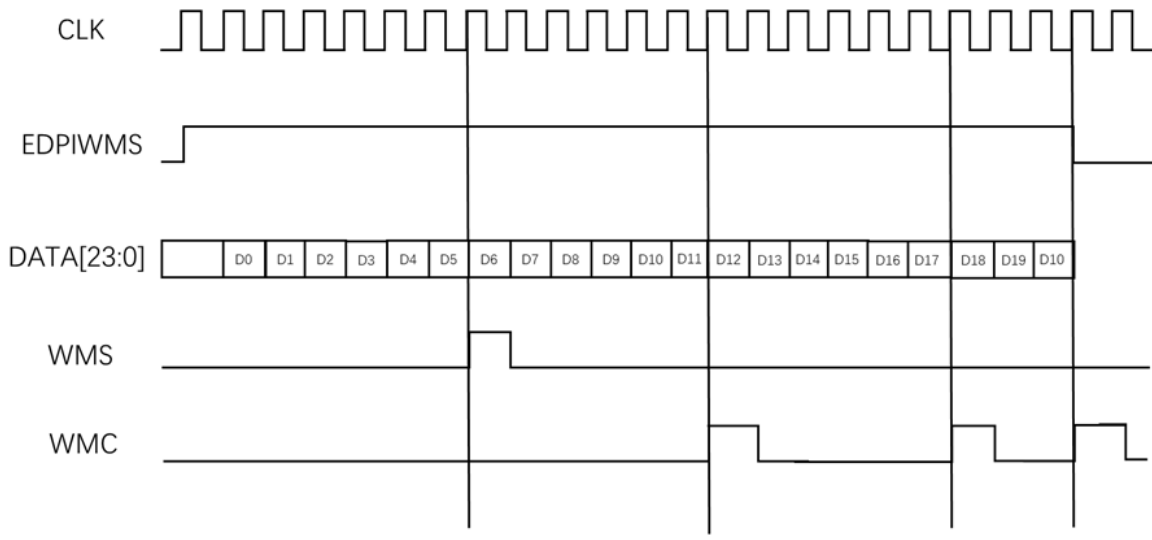 CLK
EDPIWMS
DATA[23:0] D0 D1 D2 D3 D4 D5 D6 D7 D8 D9 D10 D11 D12 D13 D14 D15 D16 D17 D18 D19 D10
WMS
WMC